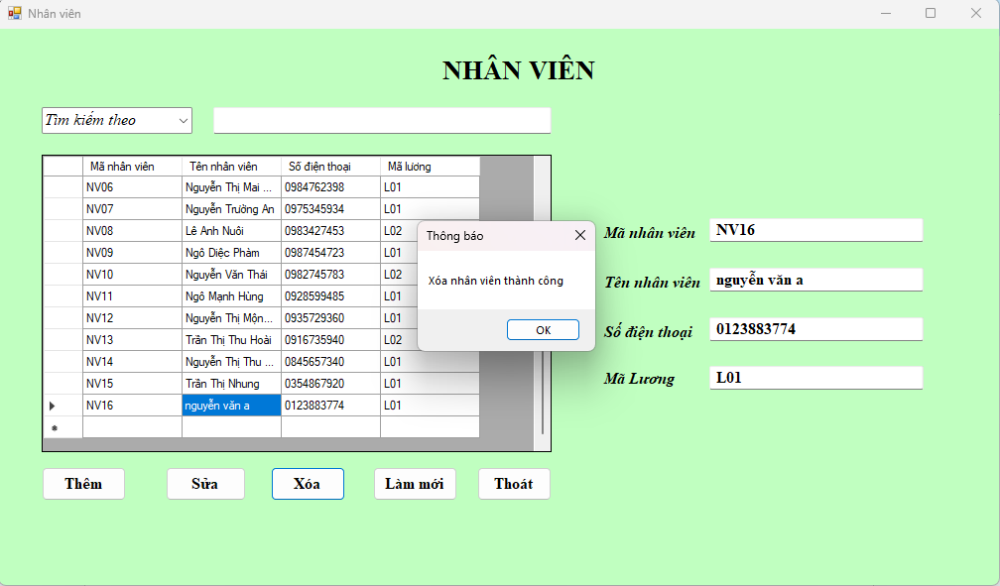 Nhân viên
NHÂN VIÊN
Tìm kiếm theo
Mã nhân viên Tên nhân viên Số điện thoại Mã lương
NV06 Nguyễn Thị Mai ... 0984762398 L01
NV07 Nguyễn Trường An 0975345934 L01
NV08 Lê Anh Nuôi 0983427453 L02
NV09 Ngô Diệc Phàm 0987454723 L01
NV10 Nguyễn Văn Thái 0982745783 L02
NV11 Ngô Mạnh Hùng 0928599485 L01
NV12 Nguyễn Thị Mộn... 0935729360 L01
NV13 Trần Thị Thu Hoài 0916735940 L02
NV14 Nguyễn Thị Thu ... 0845657340 L01
NV15 Trần Thị Nhung 0354867920 L01
NV16 nguyễn văn a 0123883774 L01
Thông báo
Xóa nhân viên thành công
OK
Mã nhân viên NV16
Tên nhân viên nguyễn văn a
Số điện thoại 0123883774
Mã Lương L01
Thêm Sửa Xóa Làm mới Thoát